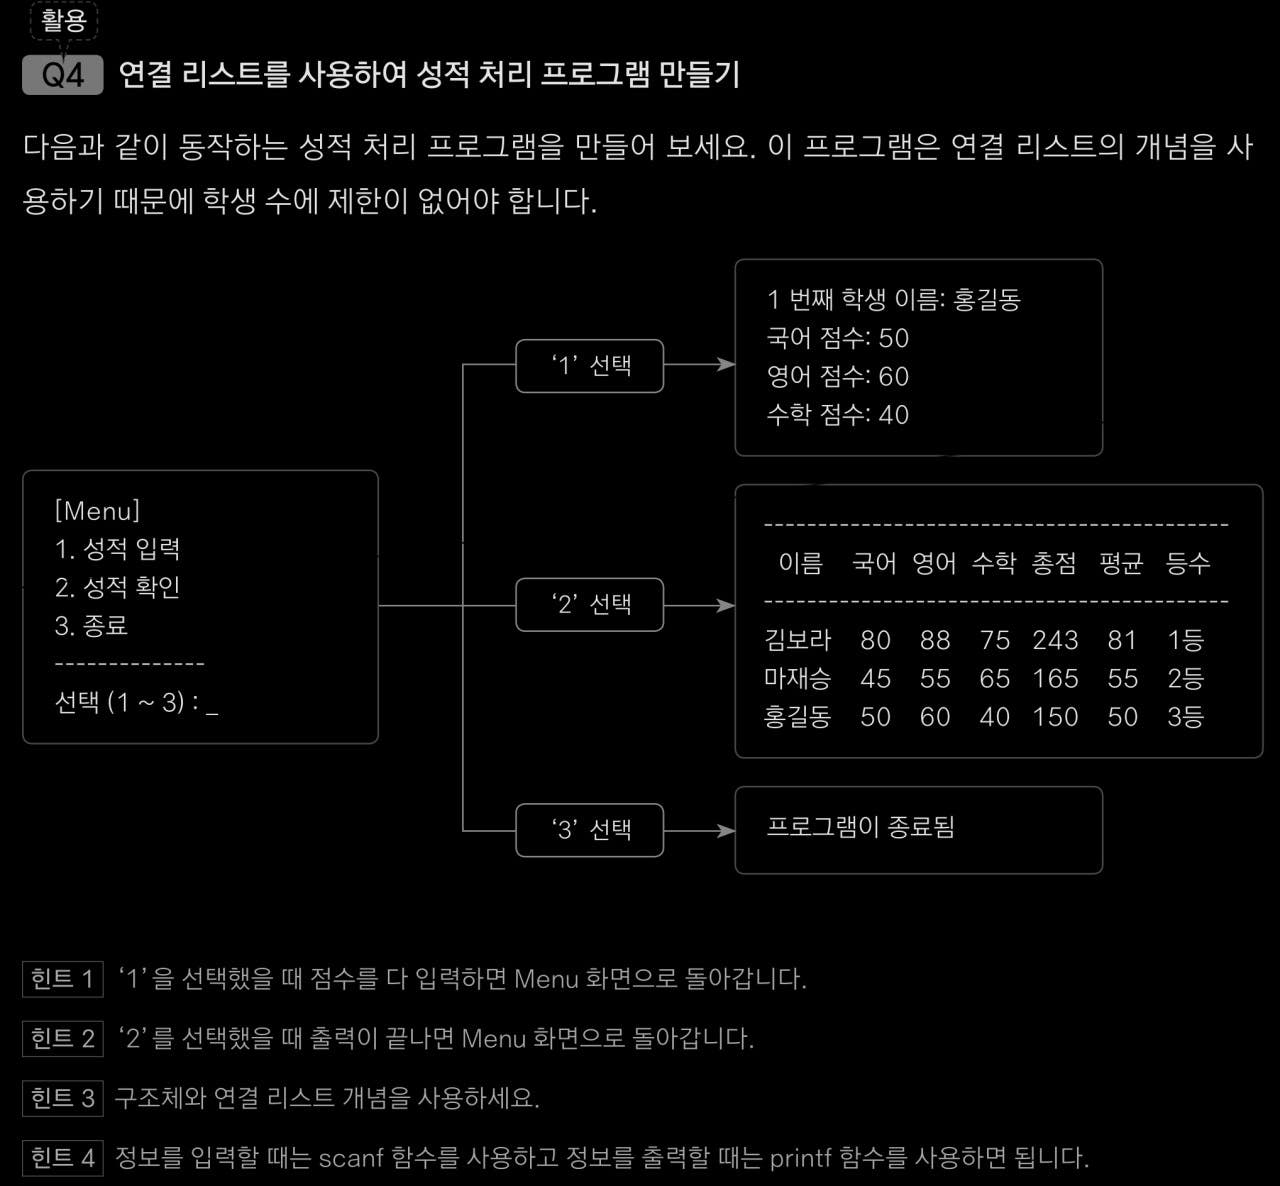 활용
Q4 연결 리스트를 사용하여 성적 처리 프로그램 만들기
다음과 같이 동작하는 성적 처리 프로그램을 만들어 보세요. 이 프로그램은 연결 리스트의 개념을 사
용하기 때문에 학생 수에 제한이 없어야 합니다.
[Menu]
1. 성적 입력
2. 성적 확인
3. 종료
--------------
선택 (1 ~ 3) : _
‘1’ 선택
1 번째 학생 이름: 홍길동
국어 점수: 50
영어 점수: 60
수학 점수: 40
‘2’ 선택
-------------------------------------------
이름 국어 영어 수학 총점 평균 등수
-------------------------------------------
김보라 80 88 75 243 81 1등
마재승 45 55 65 165 55 2등
홍길동 50 60 40 150 50 3등
‘3’ 선택
프로그램이 종료됨
힌트 1 ‘1’을 선택했을 때 점수를 다 입력하면 Menu 화면으로 돌아갑니다.
힌트 2 ‘2’를 선택했을 때 출력이 끝나면 Menu 화면으로 돌아갑니다.
힌트 3 구조체와 연결 리스트 개념을 사용하세요.
힌트 4 정보를 입력할 때는 scanf 함수를 사용하고 정보를 출력할 때는 printf 함수를 사용하면 됩니다.